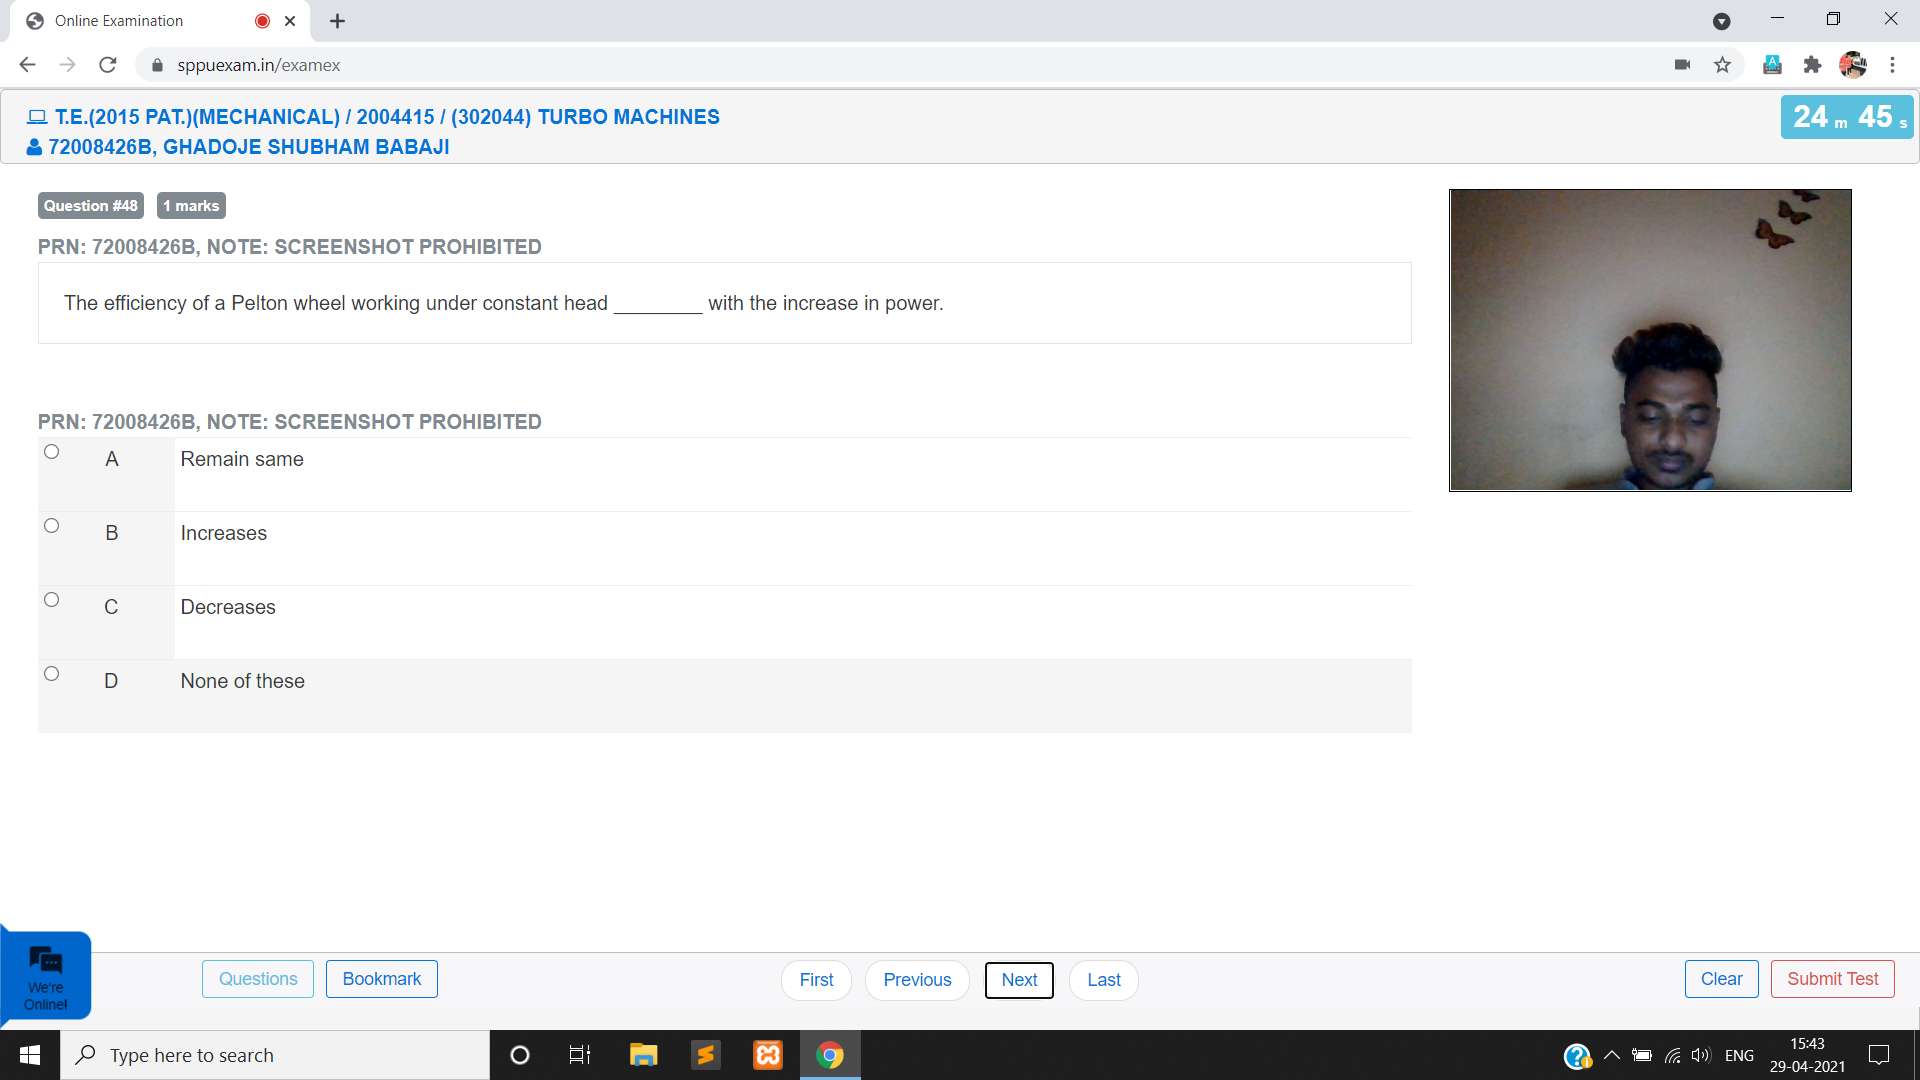 Online Examination
sppuexam.in/examex
T.E.(2015 PAT.)(MECHANICAL) / 2004415 / (302044) TURBO MACHINES
24 m 45 s
72008426B, GHADOJE SHUBHAM BABAJI
Question #48 1 marks
PRN: 72008426B, NOTE: SCREENSHOT PROHIBITED
The efficiency of a Pelton wheel working under constant head ________ with the increase in power.
PRN: 72008426B, NOTE: SCREENSHOT PROHIBITED
A Remain same
B Increases
C Decreases
D None of these
We're
Online!
Questions Bookmark First Previous Next Last Clear Submit Test
Type here to search
ENG
15:43
29-04-2021